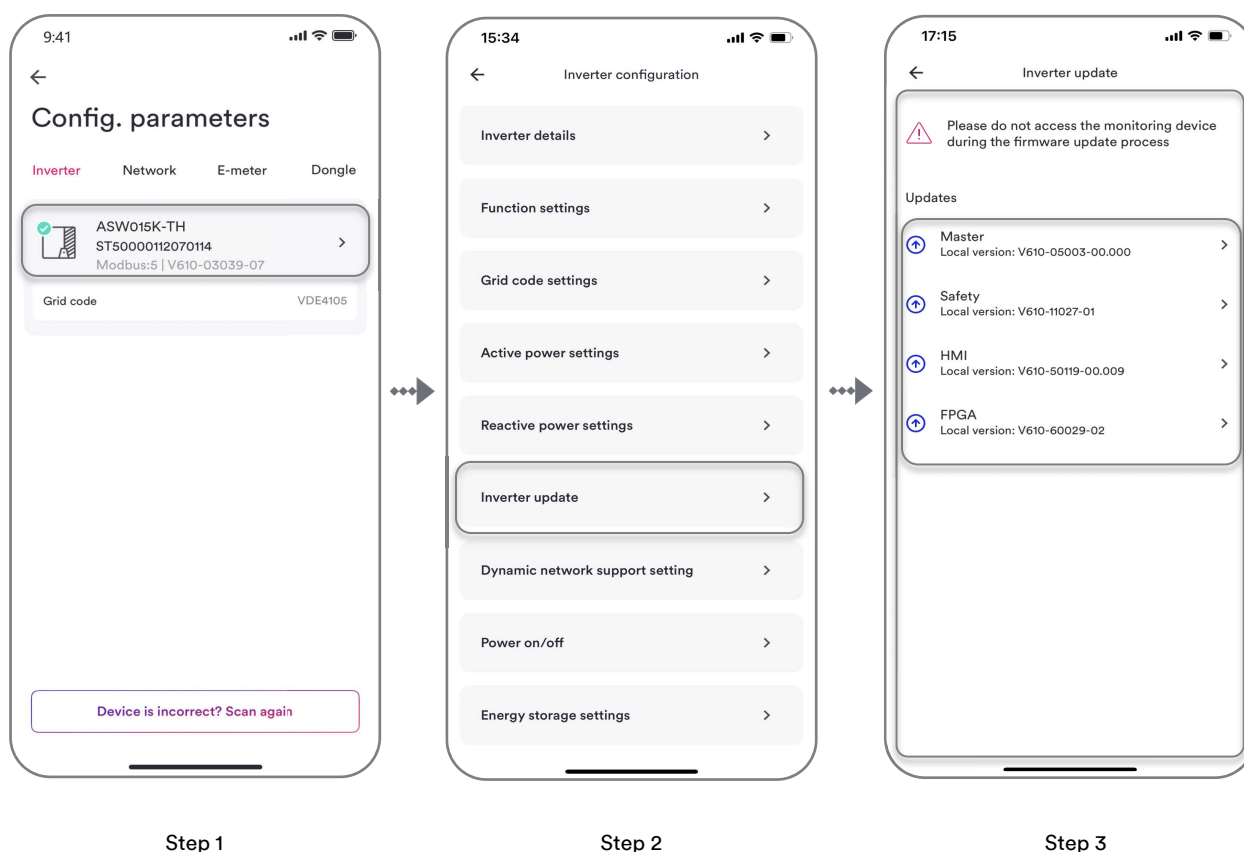 9:41
Config. parameters
Inverter Network E-meter Dongle
ASW015K-TH
ST50000112070114
Modbus:5 | V610-03039-07
Grid code VDE4105
Device is incorrect? Scan again
Step 1
15:34
Inverter configuration
Inverter details
Function settings
Grid code settings
Active power settings
Reactive power settings
Inverter update
Dynamic network support setting
Power on/off
Energy storage settings
Step 2
17:15
Inverter update
Please do not access the monitoring device
during the firmware update process
Updates
Master
Local version: V610-05003-00.000
Safety
Local version: V610-11027-01
HMI
Local version: V610-50119-00.009
FPGA
Local version: V610-60029-02
Step 3